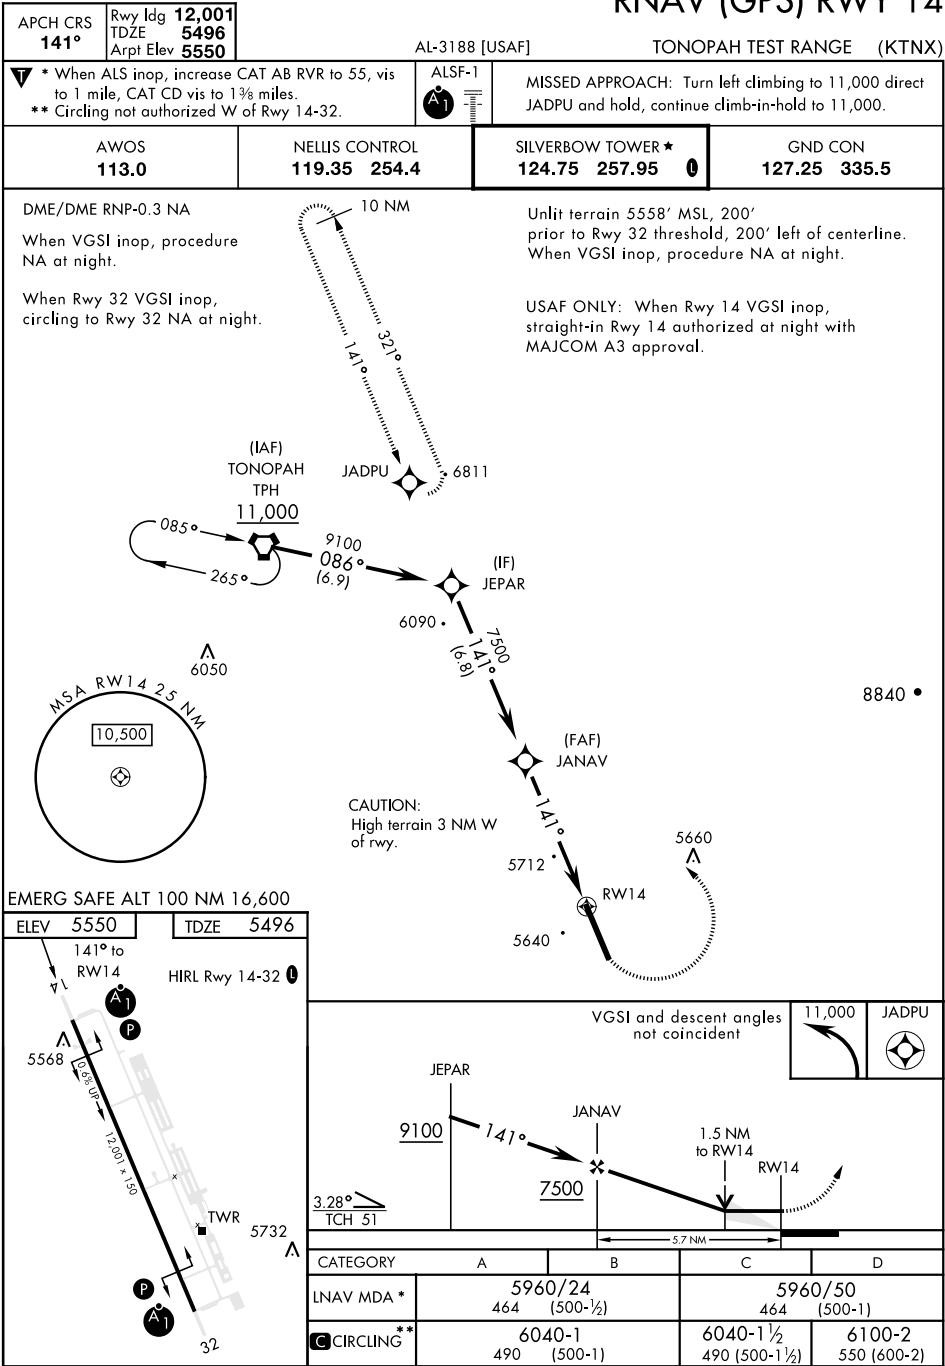 RNAV (GPS) RWY 14
APCH CRS
141°
Rwy ldg 12,001
TDZE 5496
Arpt Elev 5550
AL-3188 [USAF]
TONOPAH TEST RANGE (KTNX)
T * When ALS inop, increase CAT AB RVR to 55, vis
to 1 mile, CAT CD vis to 1⅜ miles.
** Circling not authorized W of Rwy 14-32.
ALSF-1
A1
MISSED APPROACH: Turn left climbing to 11,000 direct
JADPU and hold, continue climb-in-hold to 11,000.
AWOS
113.0
NELLIS CONTROL
119.35 254.4
SILVERBOW TOWER ★
124.75 257.95 L
GND CON
127.25 335.5
DME/DME RNP-0.3 NA
When VGSI inop, procedure
NA at night.
When Rwy 32 VGSI inop,
circling to Rwy 32 NA at night.
10 NM
Unlit terrain 5558' MSL, 200'
prior to Rwy 32 threshold, 200' left of centerline.
When VGSI inop, procedure NA at night.
USAF ONLY: When Rwy 14 VGSI inop,
straight-in Rwy 14 authorized at night with
MAJCOM A3 approval.
321°
141°
(IAF)
TONOPAH
TPH
11,000
JADPU
6811
085°
265°
9100
086°
(6.9)
(IF)
JEPAR
6090
7500
141°
(6.8)
6050
8840
MSA RW14 25 NM
10,500
(FAF)
JANAV
141°
CAUTION:
High terrain 3 NM W
of rwy.
5712
5660
RW14
5640
EMERG SAFE ALT 100 NM 16,600
ELEV 5550
TDZE 5496
141° to
RW14
HIRL Rwy 14-32 L
14
A1
P
5568
0.6% UP
12,001 x 150
TWR
5732
P
A1
32
VGSI and descent angles
not coincident
11,000
JADPU
JEPAR
9100
141°
JANAV
7500
1.5 NM
to RW14
RW14
3.28°
TCH 51
5.7 NM
CATEGORY A B C D
LNAV MDA * 5960/24 464 (500-½) 5960/50 464 (500-1)
C CIRCLING ** 6040-1 490 (500-1) 6040-1½ 490 (500-1½) 6100-2 550 (600-2)